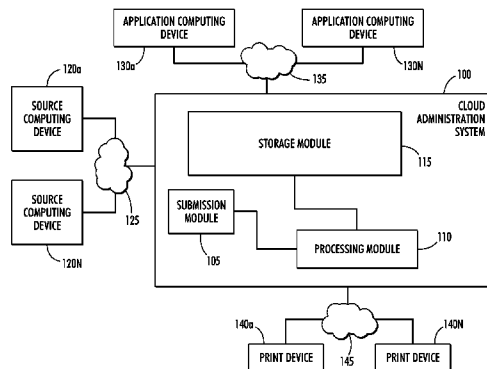 APPLICATION COMPUTING
DEVICE
130a
APPLICATION COMPUTING
DEVICE
130N
135
120a
SOURCE
COMPUTING
DEVICE
100
CLOUD
ADMINISTRATION
SYSTEM
STORAGE MODULE
115
125
SOURCE
COMPUTING
DEVICE
120N
SUBMISSION
MODULE
105
PROCESSING MODULE
110
140a
PRINT DEVICE
145
140N
PRINT DEVICE